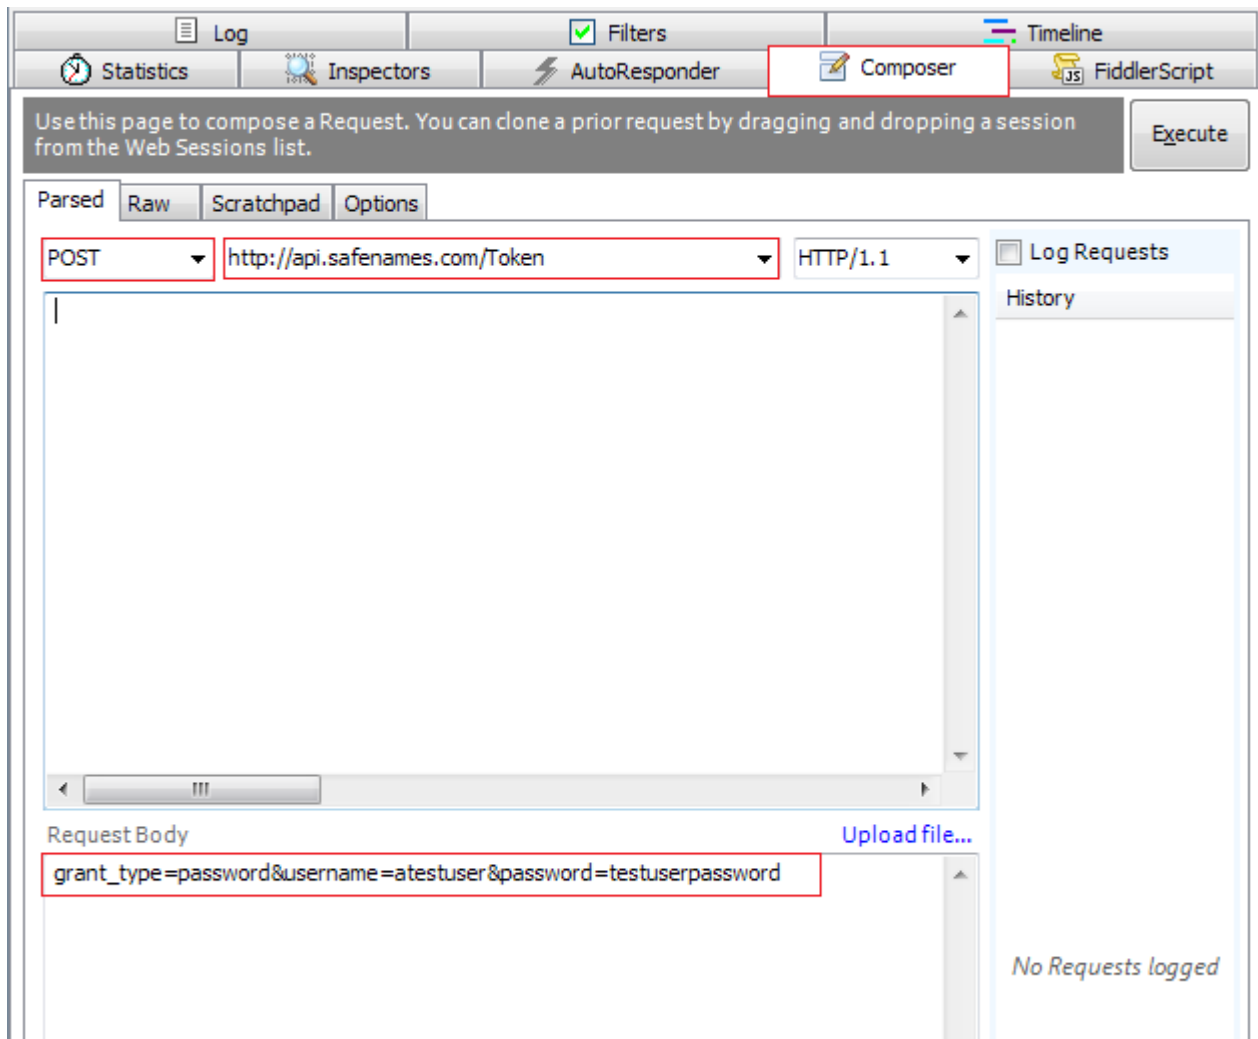 Log
Filters
Timeline
Statistics
Inspectors
AutoResponder
Composer
FiddlerScript
Use this page to compose a Request. You can clone a prior request by dragging and dropping a session
from the Web Sessions list.
Execute
Parsed
Raw
Scratchpad
Options
POST
http://api.safenames.com/Token
HTTP/1.1
Log Requests
History
Request Body
Upload file...
grant_type=password&username=atestuser&password=testuserpassword
No Requests logged